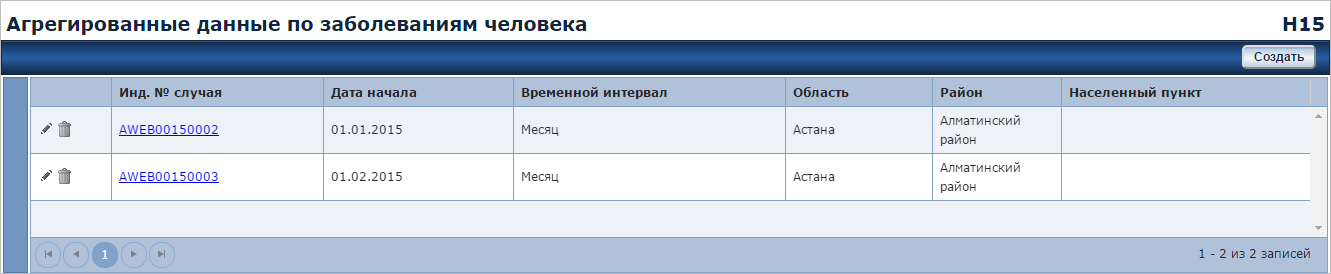 Агрегированные данные по заболеваниям человека H15
Создать
Инд. № случая Дата начала Временной интервал Область Район Населенный пункт
AWEB00150002 01.01.2015 Месяц Астана Алматинский район
AWEB00150003 01.02.2015 Месяц Астана Алматинский район
1 1 - 2 из 2 записей